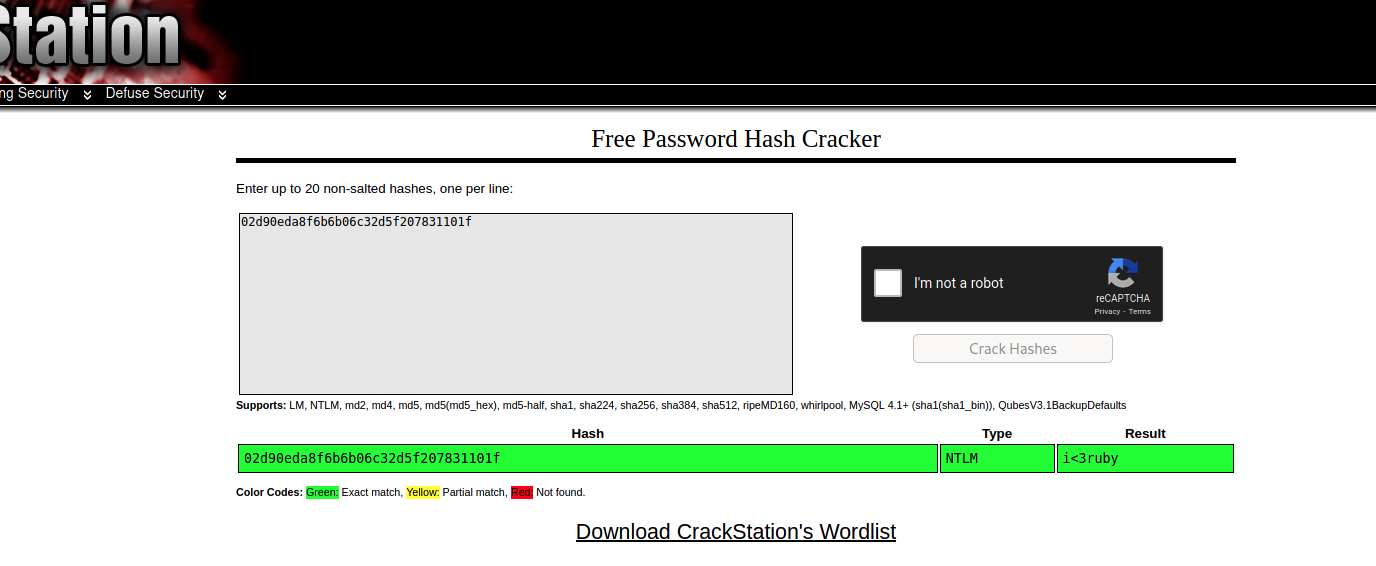 Station
ng Security Defuse Security
Free Password Hash Cracker
Enter up to 20 non-salted hashes, one per line:
02d90eda8f6b6b06c32d5f207831101f
I'm not a robot
reCAPTCHA
Privacy - Terms
Crack Hashes
Supports: LM, NTLM, md2, md4, md5, md5(md5_hex), md5-half, sha1, sha224, sha256, sha384, sha512, ripeMD160, whirlpool, MySQL 4.1+ (sha1(sha1_bin)), QubesV3.1BackupDefaults
Hash Type Result
02d90eda8f6b6b06c32d5f207831101f NTLM i<3ruby
Color Codes: Green: Exact match, Yellow: Partial match, Red: Not found.
Download CrackStation's Wordlist